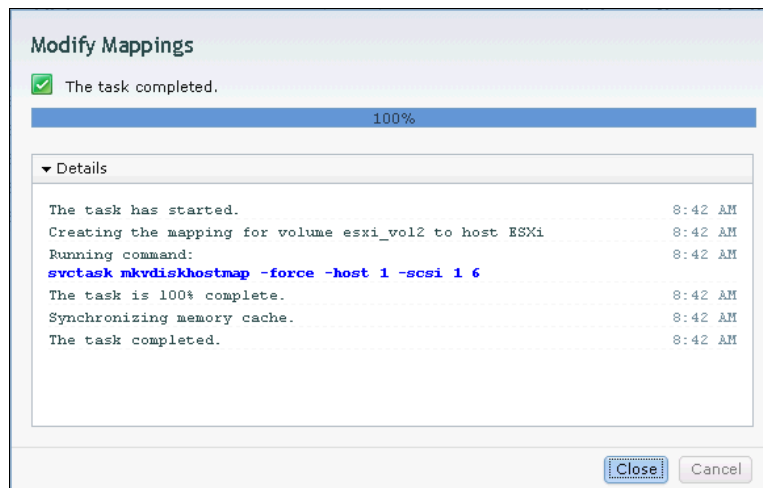 Modify Mappings
The task completed.
100%
Details
The task has started. 8:42 AM
Creating the mapping for volume esxi_vol2 to host ESXi 8:42 AM
Running command: 8:42 AM
svctask mkvdiskhostmap -force -host 1 -scsi 1 6
The task is 100% complete. 8:42 AM
Synchronizing memory cache. 8:42 AM
The task completed. 8:42 AM
Close Cancel